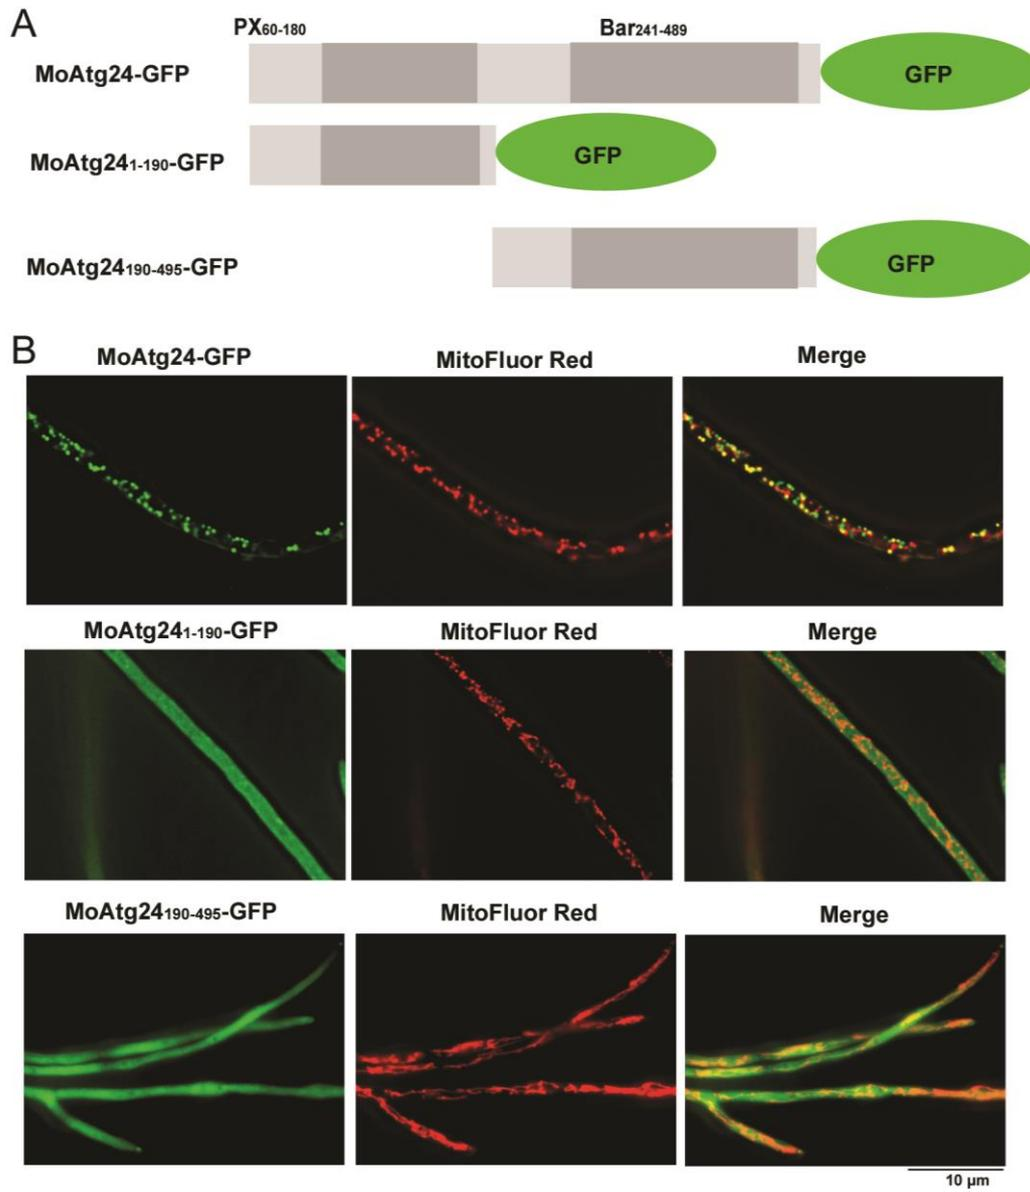 A
PX60-180 Bar241-489
MoAtg24-GFP GFP
MoAtg241-190-GFP GFP
MoAtg24190-495-GFP GFP
B
MoAtg24-GFP MitoFluor Red Merge
MoAtg241-190-GFP MitoFluor Red Merge
MoAtg24190-495-GFP MitoFluor Red Merge
10 μm